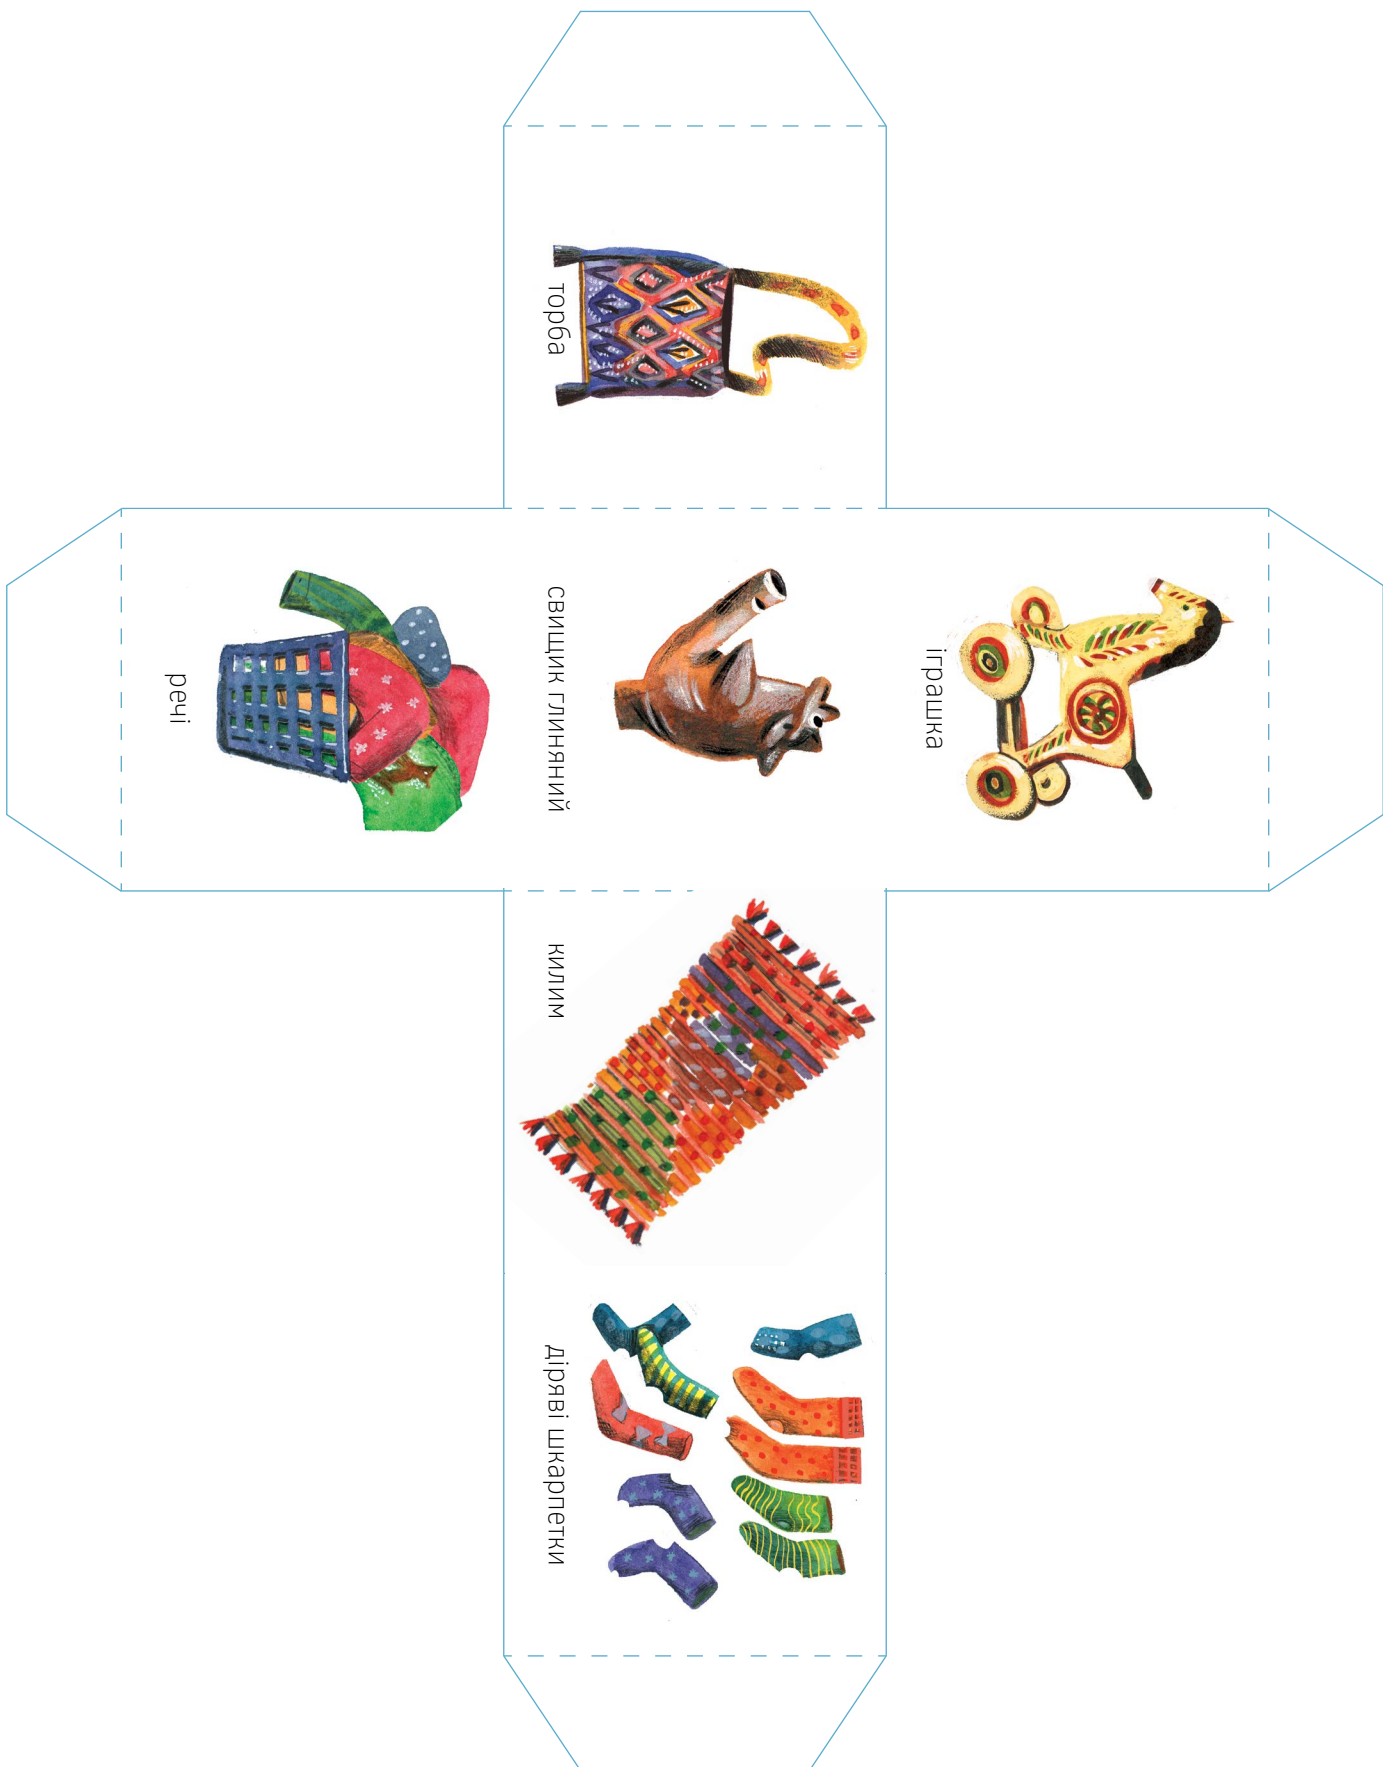 торба
речі
свищик глиняний
іграшка
килим
діряві шкарпетки